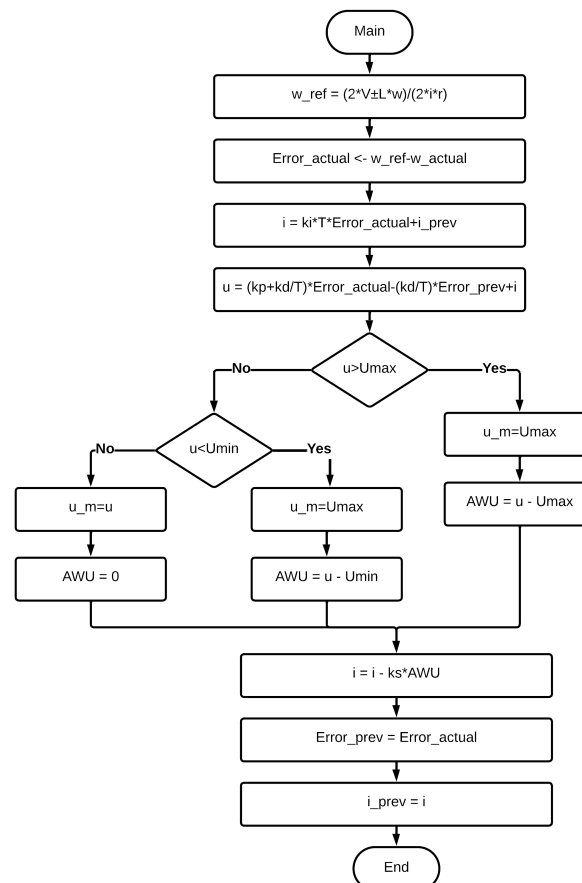 Main
w_ref = (2*V±L*w)/(2*i*r)
Error_actual <- w_ref-w_actual
i = ki*T*Error_actual+i_prev
u = (kp+kd/T)*Error_actual-(kd/T)*Error_prev+i
u>Umax
No
Yes
u<Umin
No
Yes
u_m=Umax
u_m=u
u_m=Umax
AWU = u - Umax
AWU = 0
AWU = u - Umin
i = i - ks*AWU
Error_prev = Error_actual
i_prev = i
End